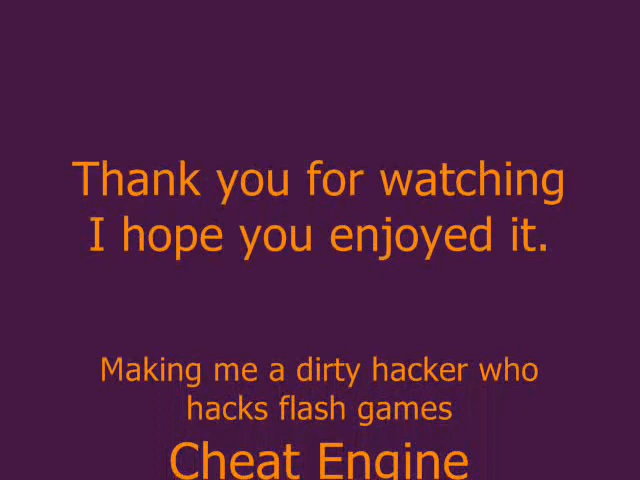 Thank you for watching
I hope you enjoyed it.
Making me a dirty hacker who
hacks flash games
Cheat Engine